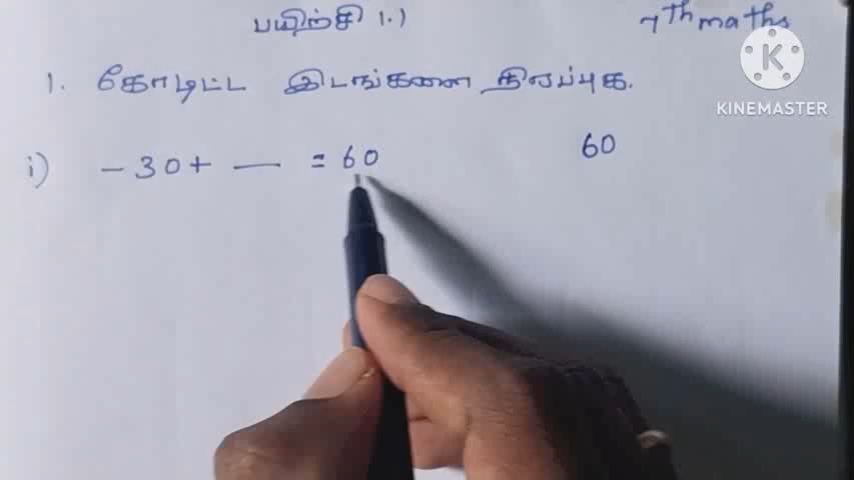 பயிற்சி 1.1 7th maths
K
KINEMASTER
1. கோடிட்ட இடங்களை நிரப்புக.
i) -30+ — = 60 60